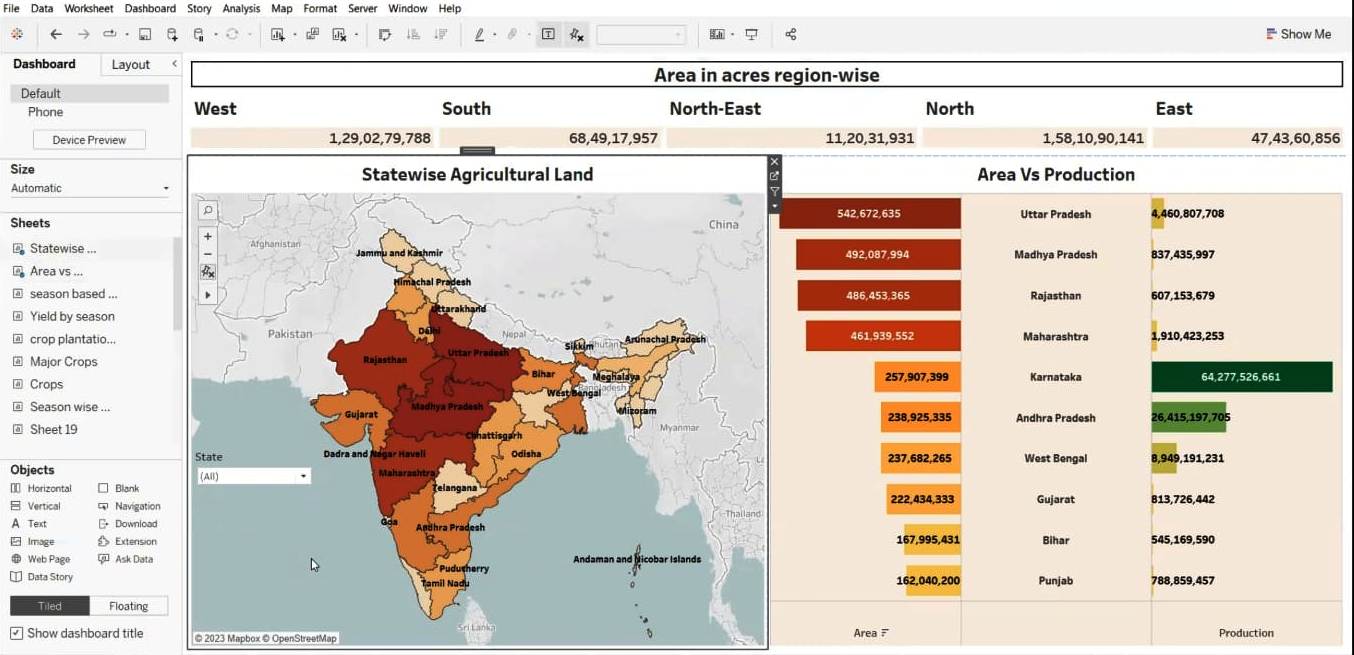 File Data Worksheet Dashboard Story Analysis Map Format Server Window Help
Show Me
Dashboard Layout
Default
Phone
Device Preview
Size
Automatic
Sheets
Statewise ...
Area vs ...
season based ...
Yield by season
crop plantatio...
Major Crops
Crops
Season wise ...
Sheet 19
Objects
Horizontal Blank
Vertical Navigation
Text Download
Image Extension
Web Page Ask Data
Data Story
Tiled Floating
Show dashboard title
Area in acres region-wise
West South North-East North East
1,29,02,79,788 68,49,17,957 11,20,31,931 1,58,10,90,141 47,43,60,856
Statewise Agricultural Land
China
Afghanistan
Jammu and Kashmir
Himachal Pradesh
Uttarakhand
Pakistan
Delhi
Nepal
Arunachal Pradesh
Sikkim
Bhutan
Rajasthan
Uttar Pradesh
Bihar
Meghalaya
Bangladesh
West Bengal
Gujarat
Madhya Pradesh
Mizoram
Myanmar
Chhattisgarh
Dadra and Nagar Haveli
Odisha
State
(All)
Maharashtra
Telangana
Thailand
Goa
Andhra Pradesh
Andaman and Nicobar Islands
Puducherry
Tamil Nadu
Sri Lanka
© 2023 Mapbox © OpenStreetMap
Area Vs Production
542,672,635 Uttar Pradesh 4,460,807,708
492,087,994 Madhya Pradesh 837,435,997
486,453,365 Rajasthan 607,153,679
461,939,552 Maharashtra 1,910,423,253
257,907,399 Karnataka 64,277,526,661
238,925,335 Andhra Pradesh 26,415,197,705
237,682,265 West Bengal 8,949,191,231
222,434,333 Gujarat 813,726,442
167,995,431 Bihar 545,169,590
162,040,200 Punjab 788,859,457
Area Production